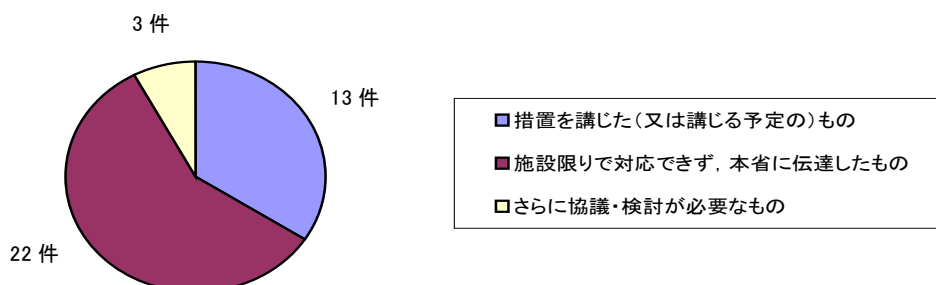 3 件
13 件
22 件
措置を講じた(又は講じる予定の)もの
施設限りで対応できず,本省に伝達したもの
さらに協議・検討が必要なもの